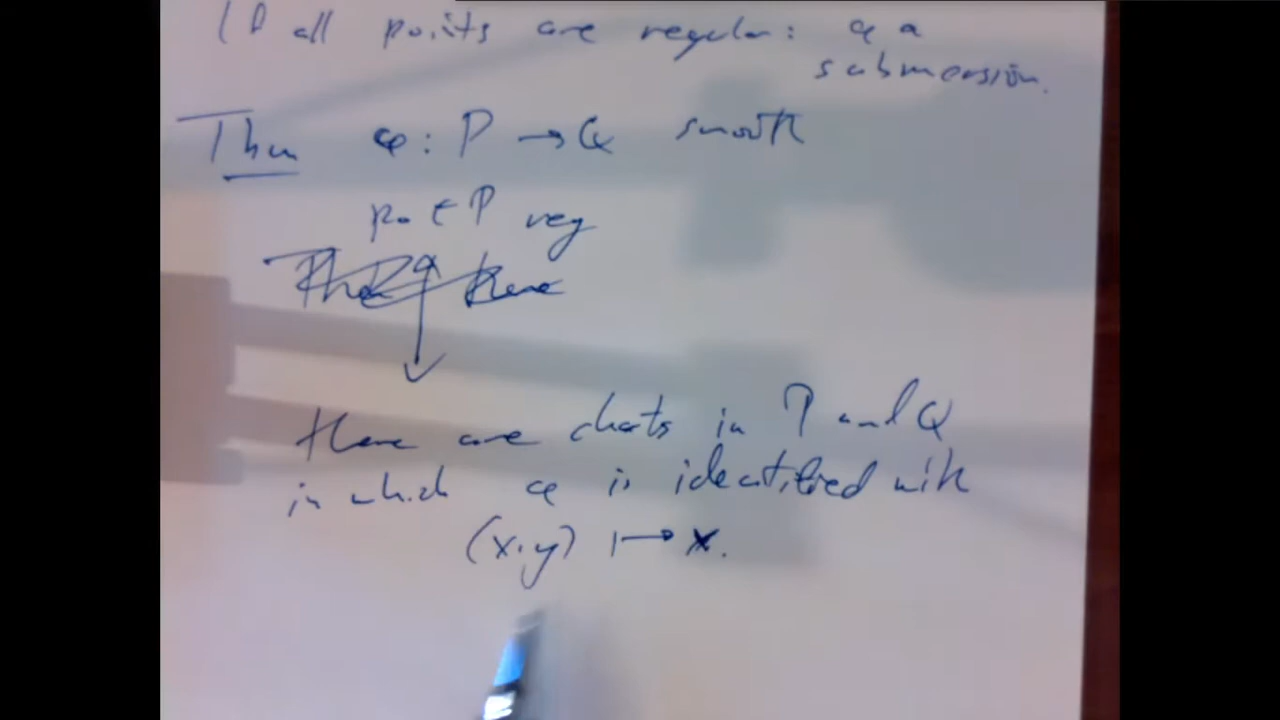 If all points are regular: φ a
submersion.
Thm φ: P → Q smooth
p₀ ∈ P reg
there are charts in P and Q
in which φ is identified with
(x,y) ↦ x.